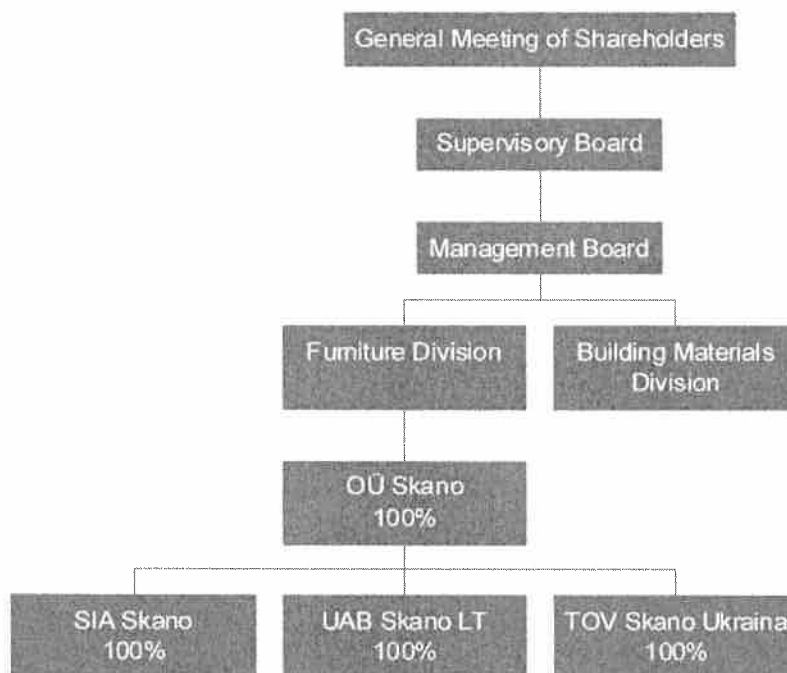 General Meeting of Shareholders
Supervisory Board
Management Board
Furniture Division
Building Materials
Division
OÜ Skano
100%
SIA Skano
100%
UAB Skano LT
100%
TOV Skano Ukraina
100%